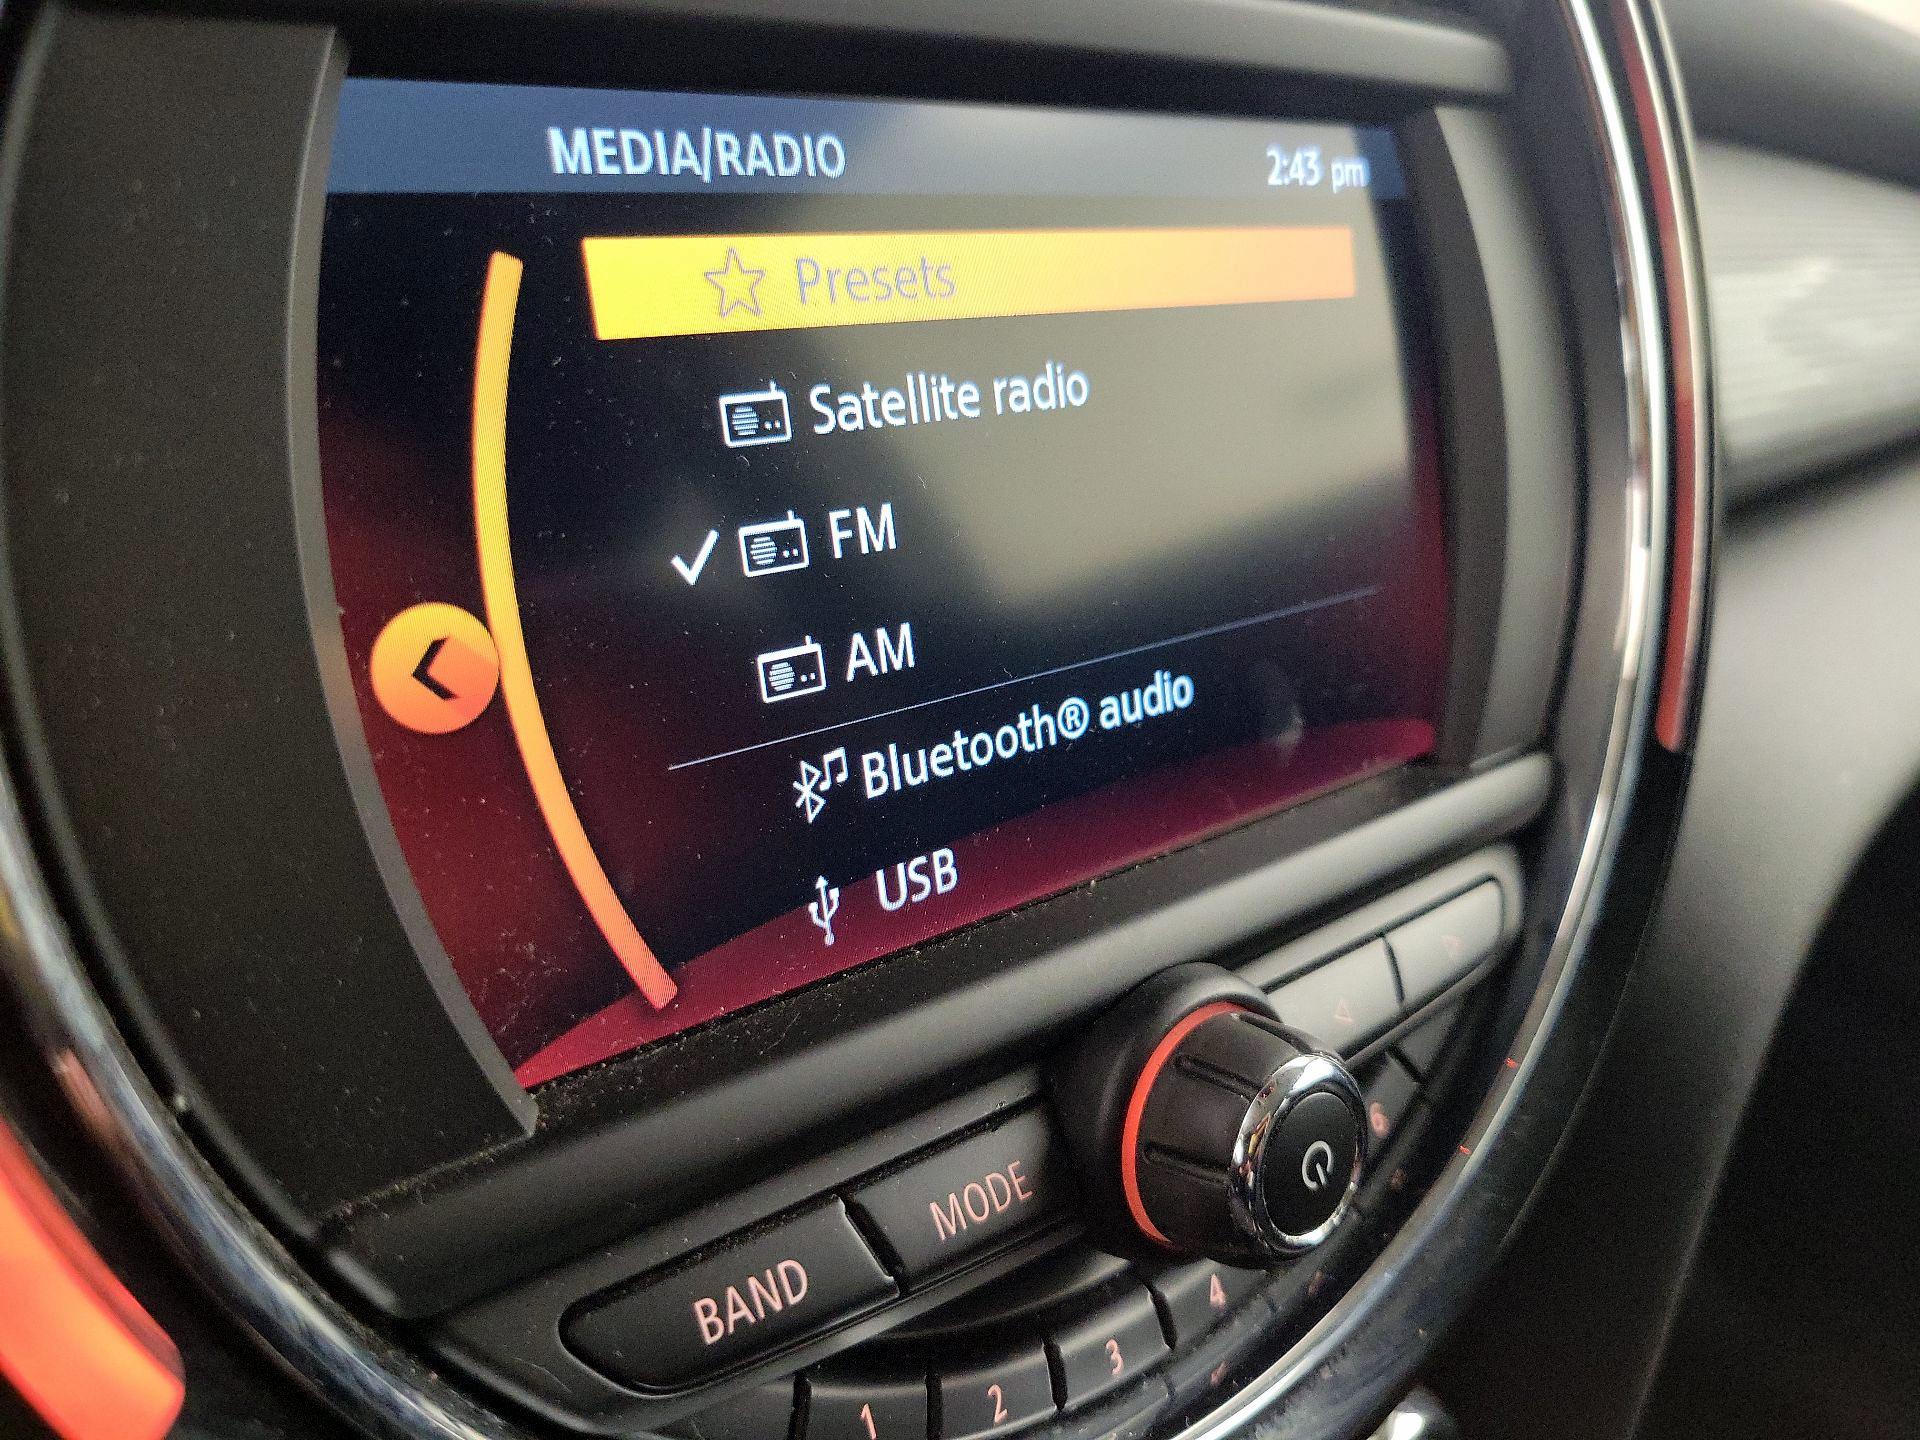 MEDIA/RADIO 2:43 pm
Presets
Satellite radio
FM
AM
Bluetooth® audio
USB
BAND MODE
1 2 3 4 6